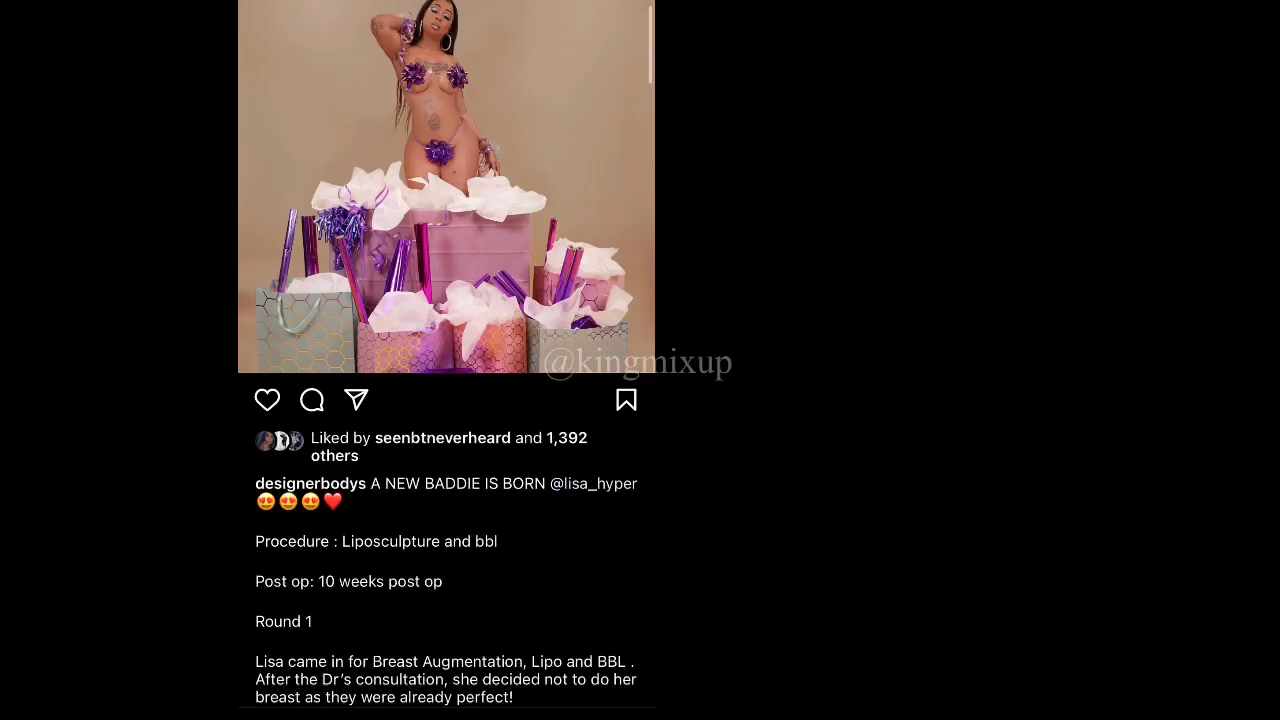 @kingmixup
Liked by seenbtneverheard and 1,392
others
designerbodys A NEW BADDIE IS BORN @lisa_hyper
😍😍😍❤️
Procedure : Liposculpture and bbl
Post op: 10 weeks post op
Round 1
Lisa came in for Breast Augmentation, Lipo and BBL .
After the Dr’s consultation, she decided not to do her
breast as they were already perfect!